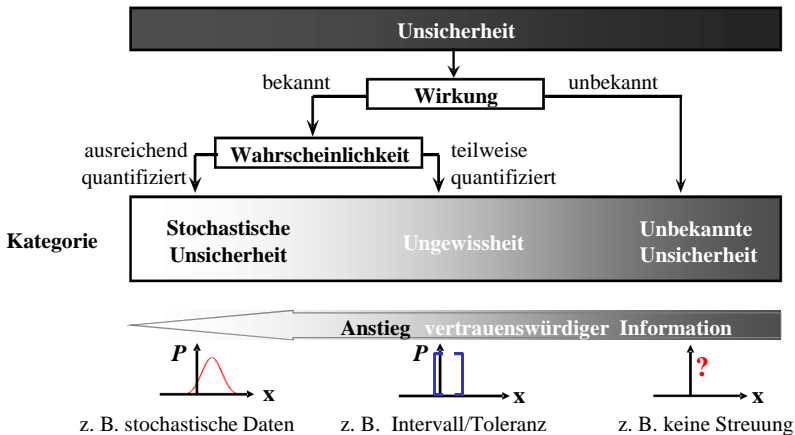 Unsicherheit
bekannt
unbekannt
Wirkung
ausreichend
quantifiziert
Wahrscheinlichkeit
teilweise
quantifiziert
Kategorie
Stochastische
Unsicherheit
Ungewissheit
Unbekannte
Unsicherheit
Anstieg vertrauenswürdiger Information
P
x
P
x
?
x
z. B. stochastische Daten
z. B. Intervall/Toleranz
z. B. keine Streuung